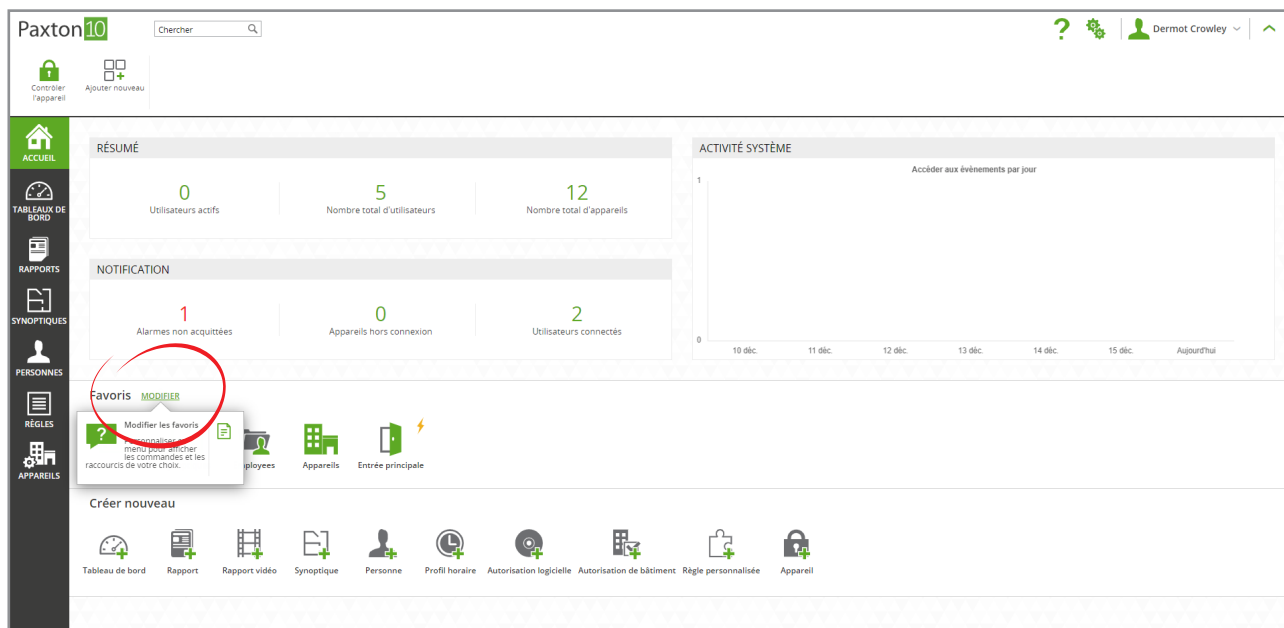 Paxton10
Chercher
Dermot Crowley
Contrôler
l'appareil
Ajouter nouveau
ACCUEIL
TABLEAUX DE
BORD
RAPPORTS
SYNOPTIQUES
PERSONNES
RÈGLES
APPAREILS
RÉSUMÉ
0
Utilisateurs actifs
5
Nombre total d'utilisateurs
12
Nombre total d'appareils
NOTIFICATION
1
Alarmes non acquittées
0
Appareils hors connexion
2
Utilisateurs connectés
ACTIVITÉ SYSTÈME
Accéder aux évènements par jour
1
0
10 déc. 11 déc. 12 déc. 13 déc. 14 déc. 15 déc. Aujourd'hui
Favoris MODIFIER
?
Modifier les favoris
Personnaliser ce
menu pour afficher
les commandes et les
raccourcis de votre choix.
Appareils
Entrée principale
Créer nouveau
Tableau de bord
Rapport
Rapport vidéo
Synoptique
Personne
Profil horaire
Autorisation logicielle
Autorisation de bâtiment
Règle personnalisée
Appareil